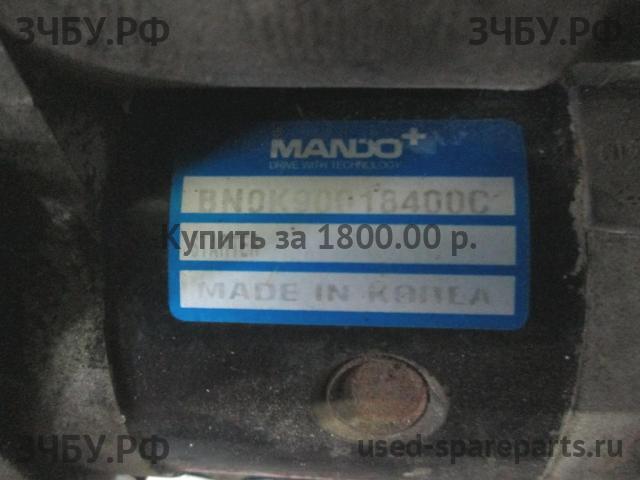 ЗЧБУ.РФ ЗЧБУ.РФ
MANDO+
DRIVE WITH TECHNOLOGY
BN0K90018400C
Купить за 1800.00 р.
STARTER
MADE IN KOREA
ЗЧБУ.РФ used-spareparts.ru